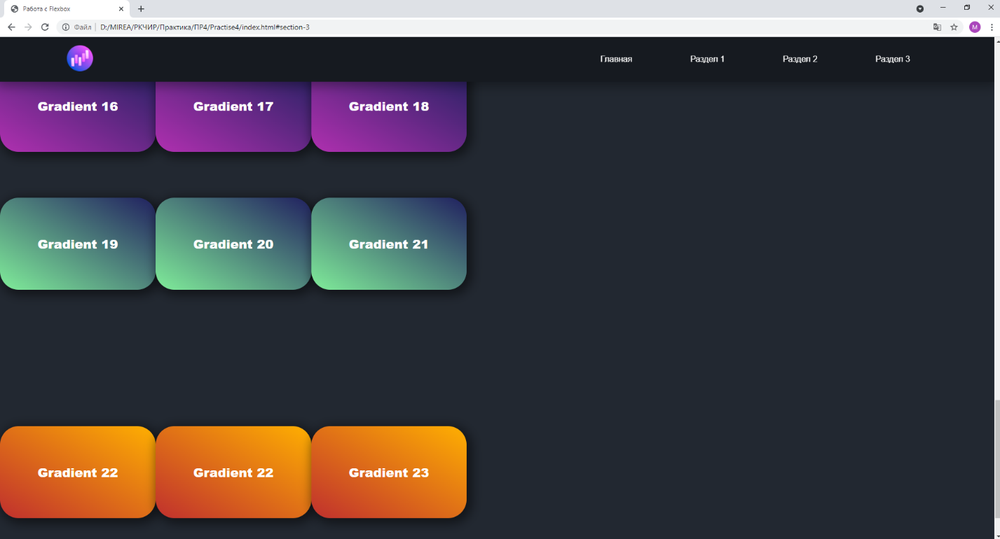 Работа с Flexbox
Файл | D:/MIREA/РКЧИР/Практика/ПР4/Practise4/index.html#section-3
M
Главная Раздел 1 Раздел 2 Раздел 3
Gradient 16 Gradient 17 Gradient 18
Gradient 19 Gradient 20 Gradient 21
Gradient 22 Gradient 22 Gradient 23